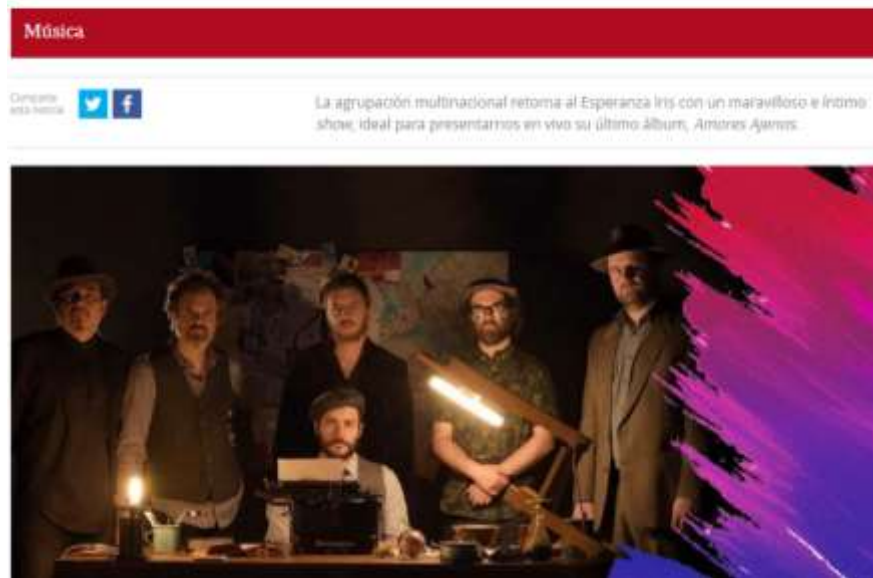 Música
Comparte
esta noticia
La agrupación multinacional retorna al Esperanza Iris con un maravilloso e íntimo
show, ideal para presentarnos en vivo su último álbum, Amores Ajenos.